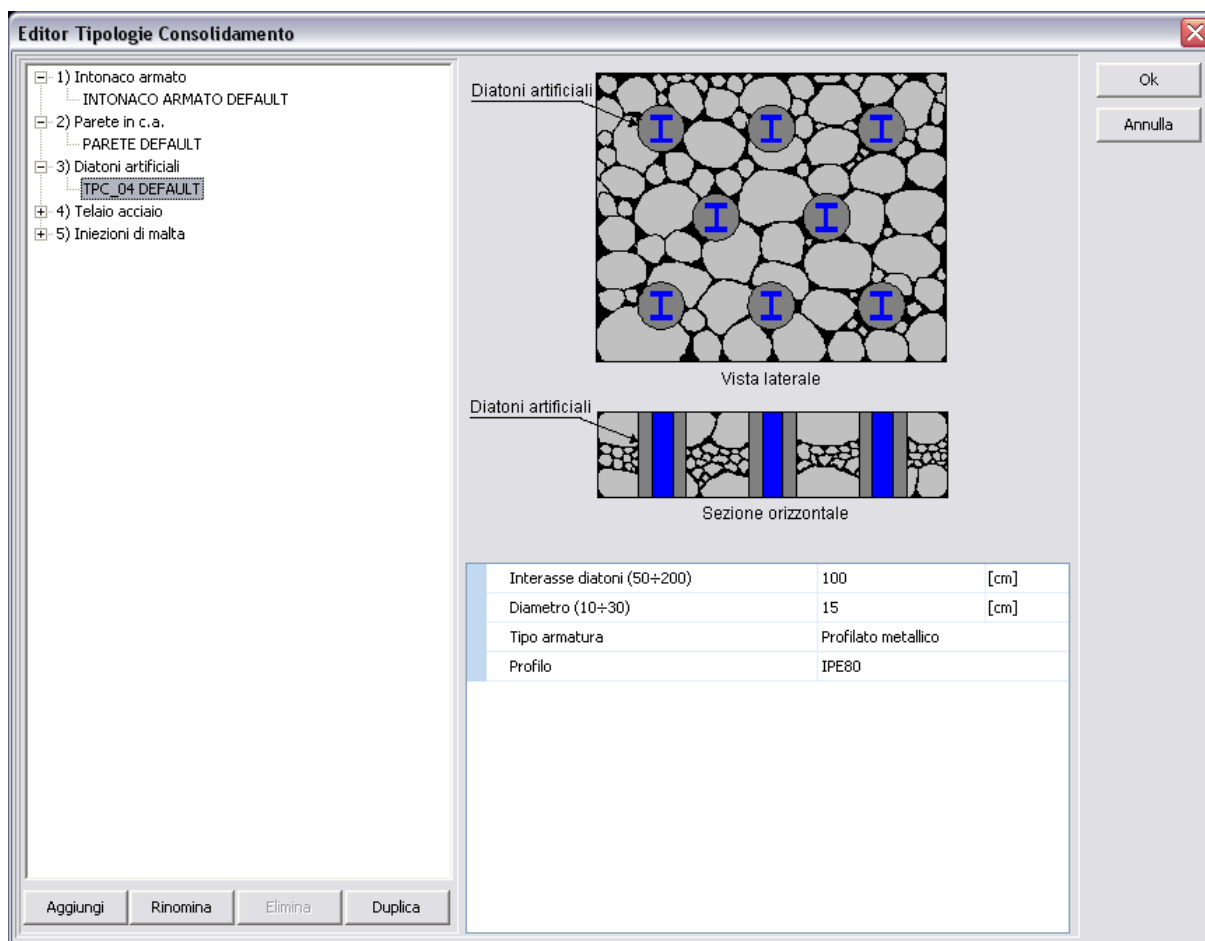 Editor Tipologie Consolidamento
1) Intonaco armato
INTONACO ARMATO DEFAULT
2) Parete in c.a.
PARETE DEFAULT
3) Diatoni artificiali
TPC_04 DEFAULT
4) Telaio acciaio
5) Iniezioni di malta
Aggiungi Rinomina Elimina Duplica
Diatoni artificiali
Vista laterale
Diatoni artificiali
Sezione orizzontale
Interasse diatoni (50÷200) 100 [cm]
Diametro (10÷30) 15 [cm]
Tipo armatura Profilato metallico
Profilo IPE80
Ok
Annulla